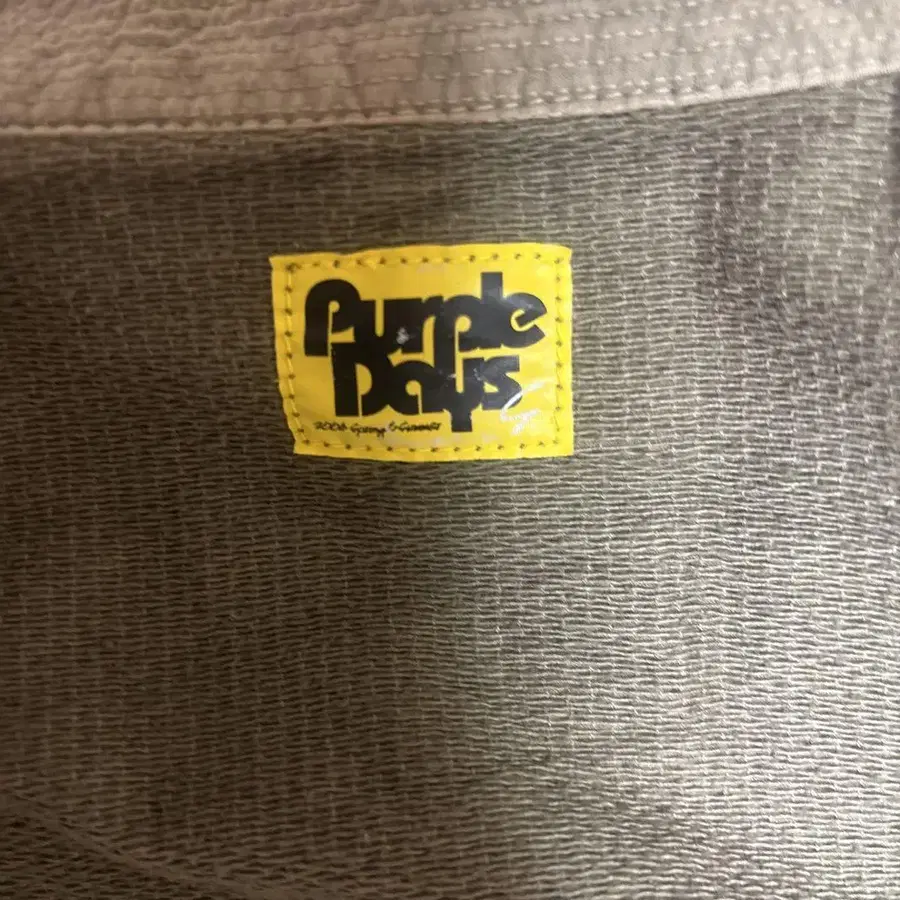 Purple
Days
2006 Spring & Summer